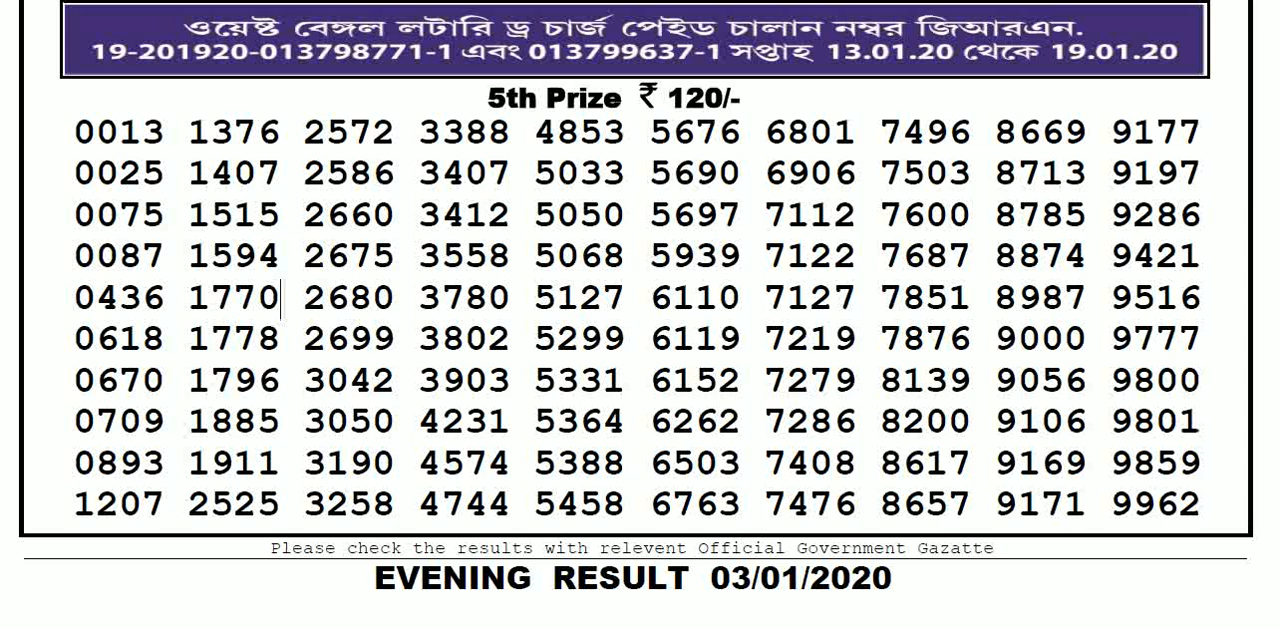 ওয়েষ্ট বেঙ্গল লটারি ড্র চার্জ পেইড চালান নম্বর জিআরএন.
19-201920-013798771-1 এবং 013799637-1 সপ্তাহ 13.01.20 থেকে 19.01.20
5th Prize ₹ 120/-
0013 1376 2572 3388 4853 5676 6801 7496 8669 9177
0025 1407 2586 3407 5033 5690 6906 7503 8713 9197
0075 1515 2660 3412 5050 5697 7112 7600 8785 9286
0087 1594 2675 3558 5068 5939 7122 7687 8874 9421
0436 1770 2680 3780 5127 6110 7127 7851 8987 9516
0618 1778 2699 3802 5299 6119 7219 7876 9000 9777
0670 1796 3042 3903 5331 6152 7279 8139 9056 9800
0709 1885 3050 4231 5364 6262 7286 8200 9106 9801
0893 1911 3190 4574 5388 6503 7408 8617 9169 9859
1207 2525 3258 4744 5458 6763 7476 8657 9171 9962
Please check the results with relevent Official Government Gazatte
EVENING RESULT 03/01/2020